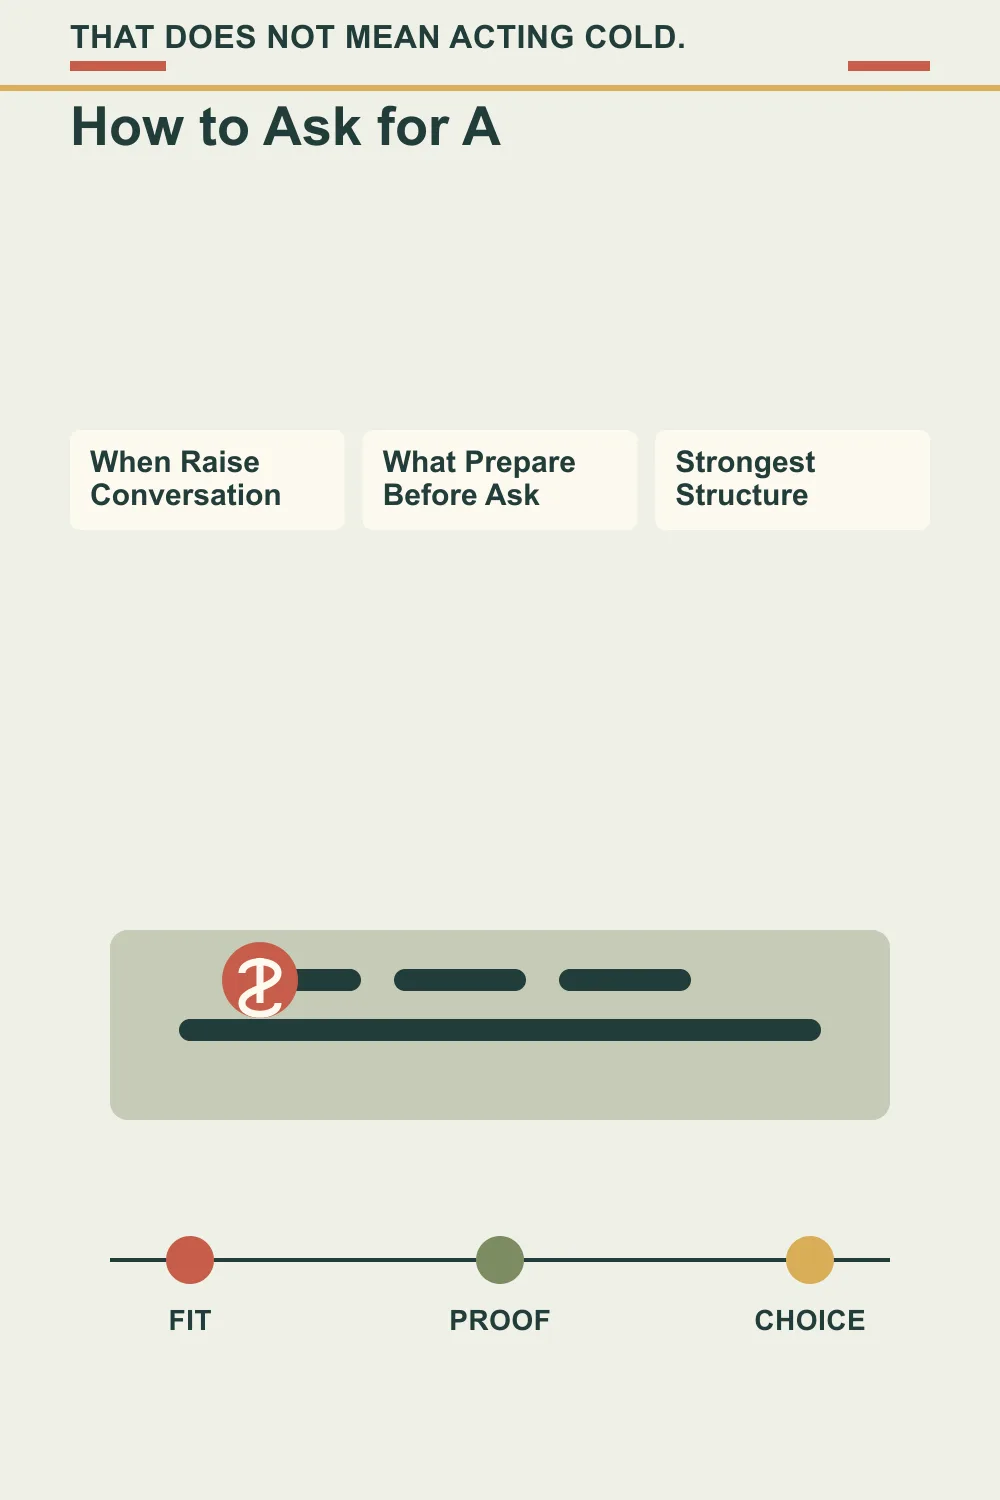 THAT DOES NOT MEAN ACTING COLD.
How to Ask for A
When Raise
Conversation
What Prepare
Before Ask
Strongest
Structure
FIT
PROOF
CHOICE